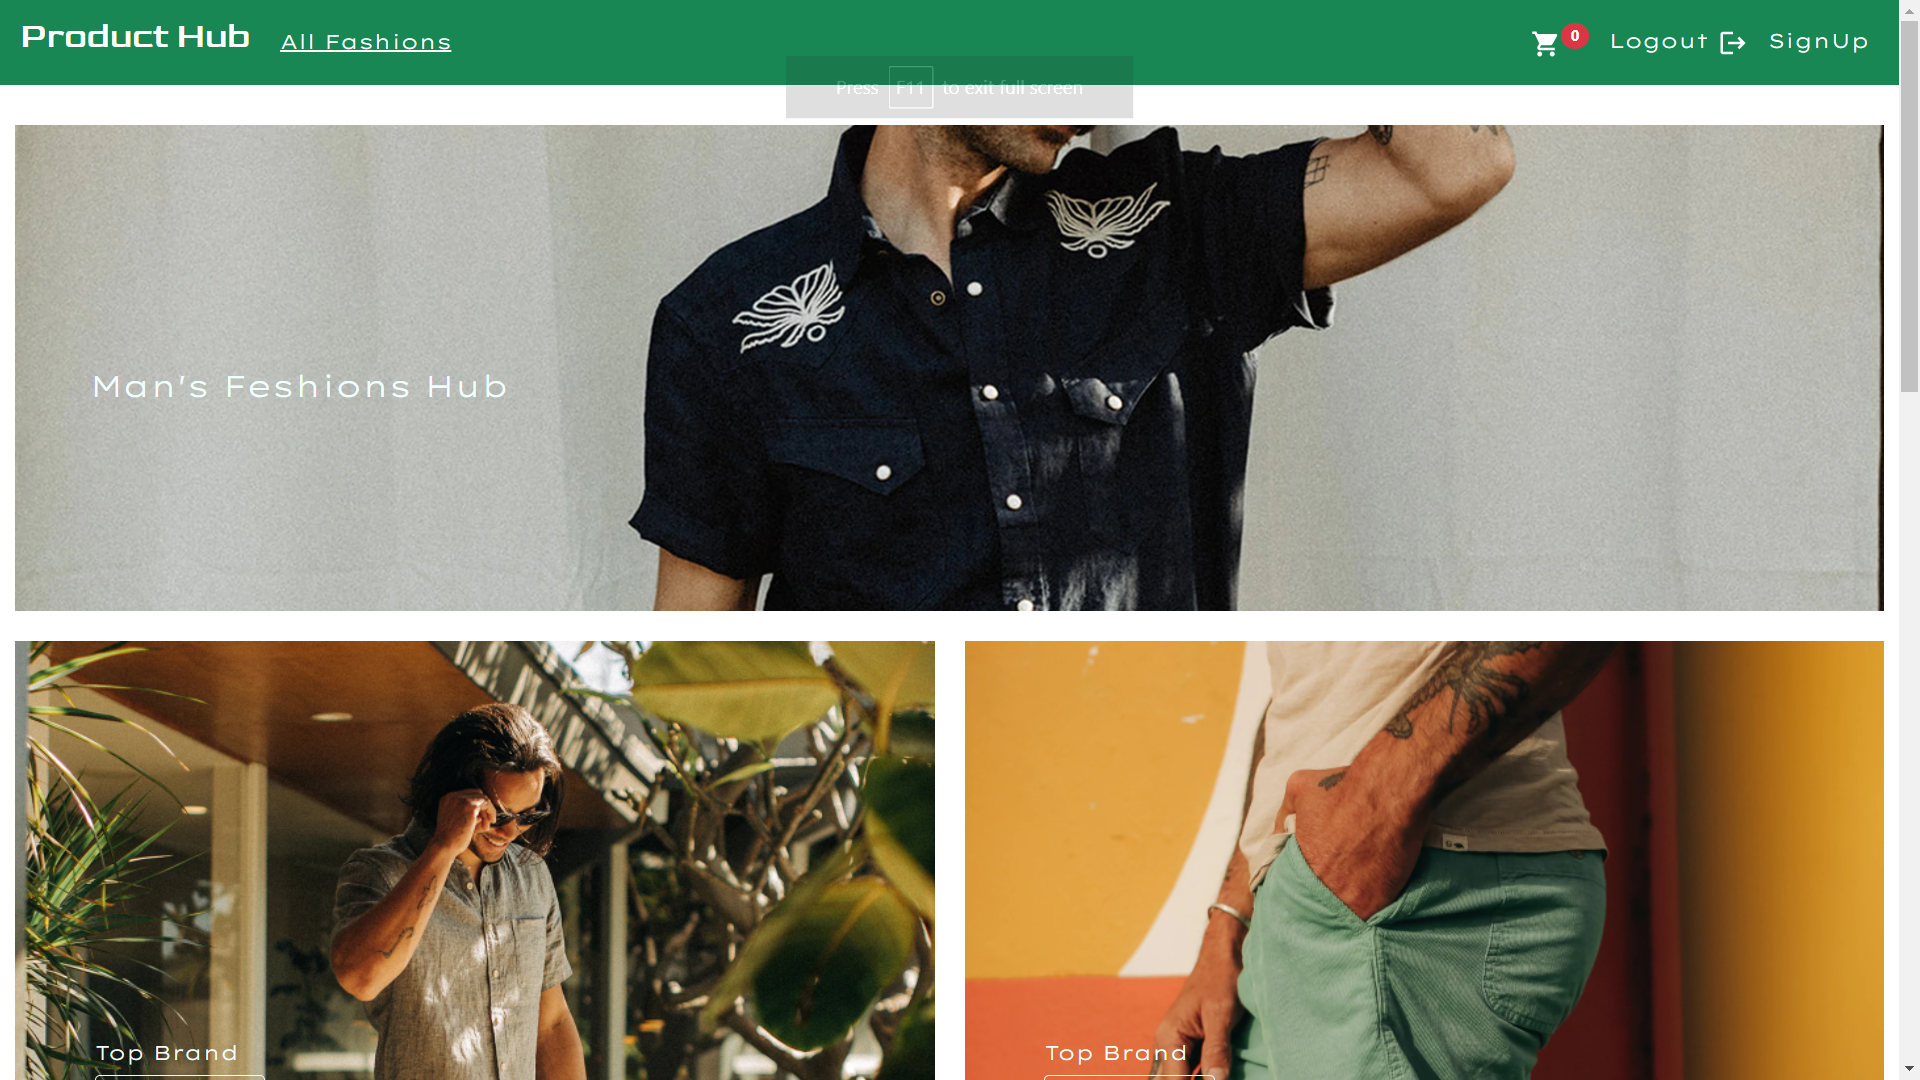 Product Hub
All Fashions
0
Logout
SignUp
Press F11 to exit full screen
Man's Feshions Hub
Top Brand
Top Brand